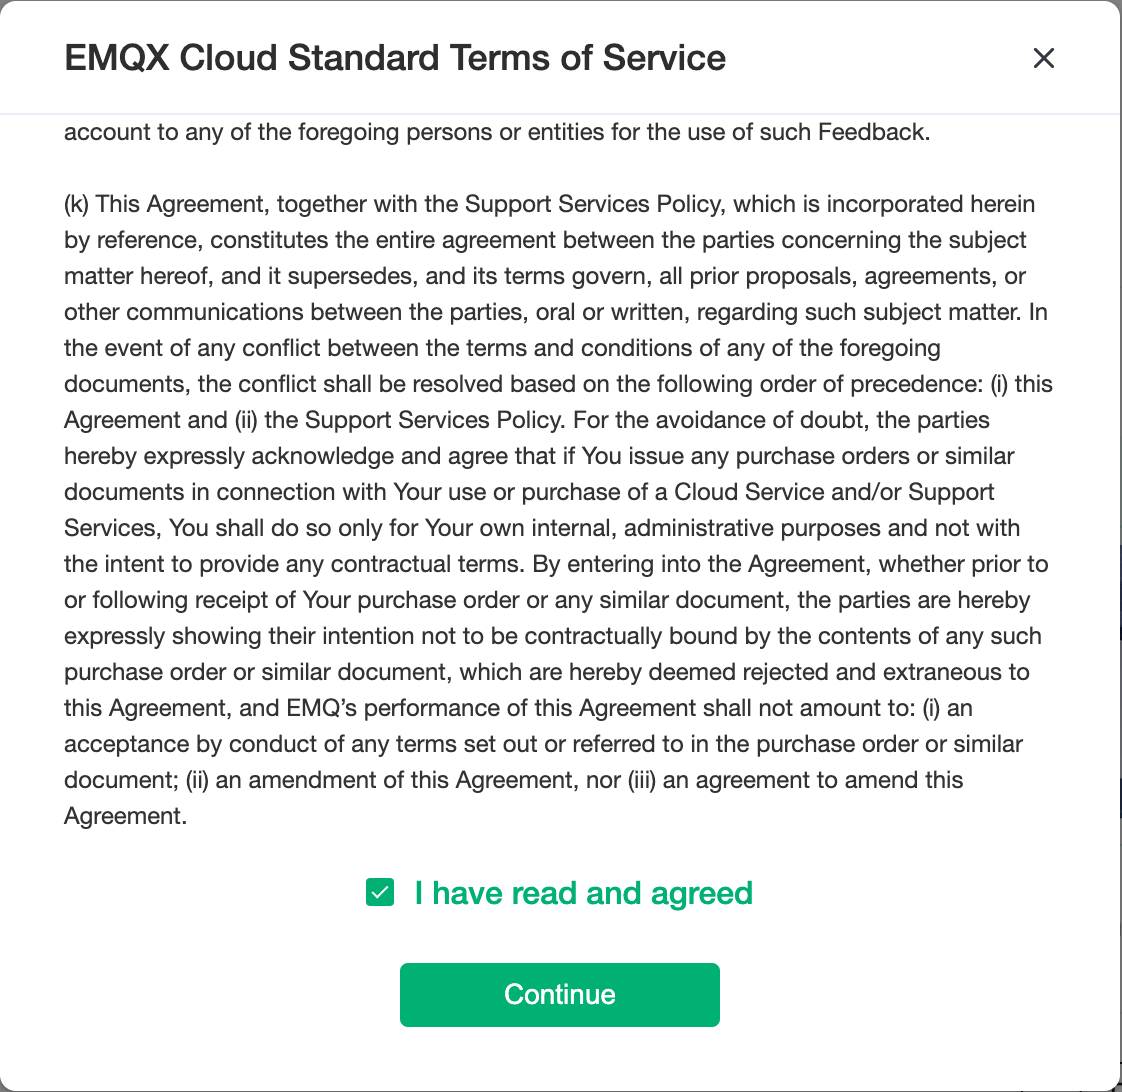 EMQX Cloud Standard Terms of Service
account to any of the foregoing persons or entities for the use of such Feedback.
(k) This Agreement, together with the Support Services Policy, which is incorporated herein
by reference, constitutes the entire agreement between the parties concerning the subject
matter hereof, and it supersedes, and its terms govern, all prior proposals, agreements, or
other communications between the parties, oral or written, regarding such subject matter. In
the event of any conflict between the terms and conditions of any of the foregoing
documents, the conflict shall be resolved based on the following order of precedence: (i) this
Agreement and (ii) the Support Services Policy. For the avoidance of doubt, the parties
hereby expressly acknowledge and agree that if You issue any purchase orders or similar
documents in connection with Your use or purchase of a Cloud Service and/or Support
Services, You shall do so only for Your own internal, administrative purposes and not with
the intent to provide any contractual terms. By entering into the Agreement, whether prior to
or following receipt of Your purchase order or any similar document, the parties are hereby
expressly showing their intention not to be contractually bound by the contents of any such
purchase order or similar document, which are hereby deemed rejected and extraneous to
this Agreement, and EMQ’s performance of this Agreement shall not amount to: (i) an
acceptance by conduct of any terms set out or referred to in the purchase order or similar
document; (ii) an amendment of this Agreement, nor (iii) an agreement to amend this
Agreement.
I have read and agreed
Continue